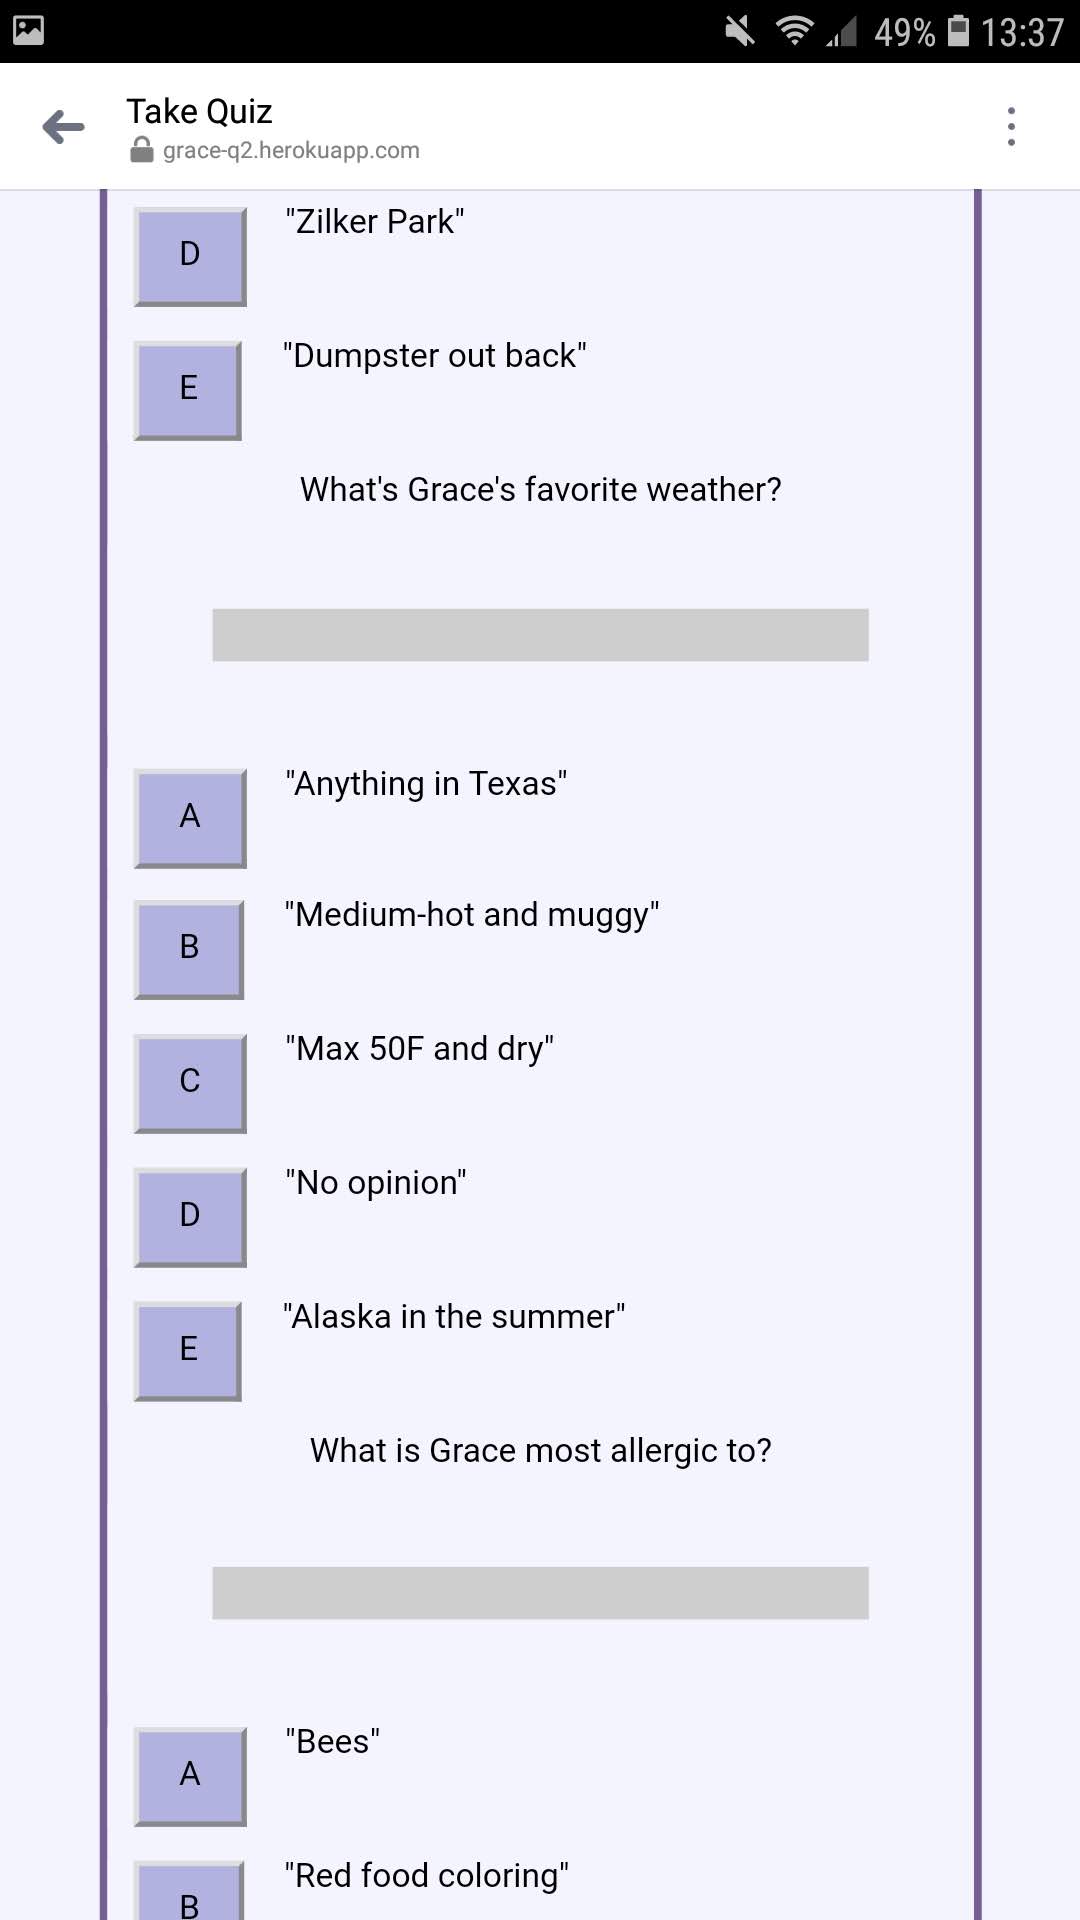 49% 13:37
Take Quiz
grace-q2.herokuapp.com
D "Zilker Park"
E "Dumpster out back"
What's Grace's favorite weather?
A "Anything in Texas"
B "Medium-hot and muggy"
C "Max 50F and dry"
D "No opinion"
E "Alaska in the summer"
What is Grace most allergic to?
A "Bees"
B "Red food coloring"